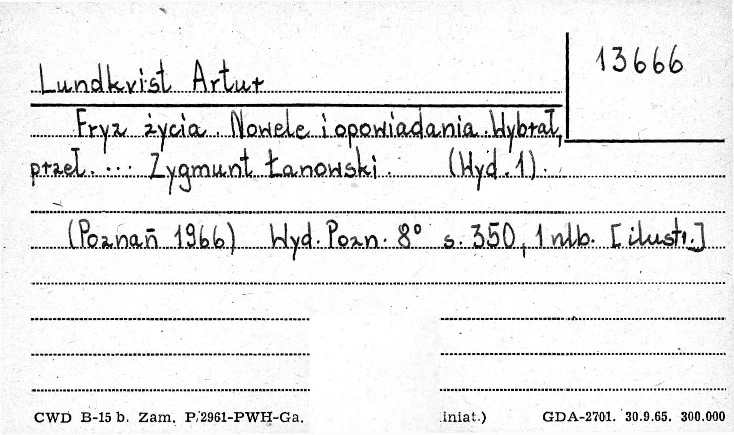 13666
Lundkvist Artur
Fryz życia. Nowele i opowiadania. Wybrał,
przeł. ... Zygmunt Łanowski. (Wyd. 1).
(Poznań 1966) Wyd. Pozn. 8° s. 350, 1 nlb. [ilustr.]
CWD B-15 b. Zam. P/2961-PWH-Ga. iniat.) GDA-2701. 30.9.65. 300.000